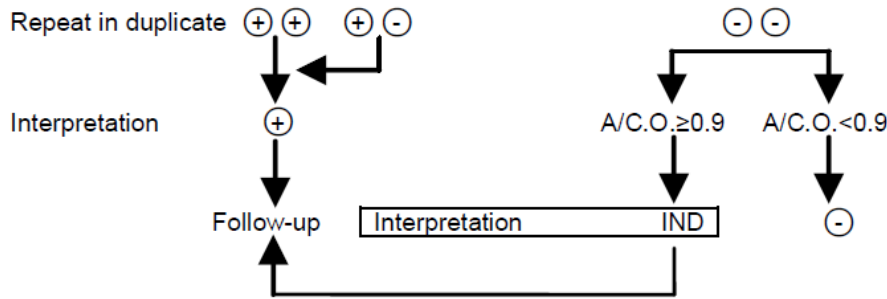 Repeat in duplicate ⊕ ⊕ ⊕ ⊖ ⊖ ⊖
Interpretation ⊕ A/C.O.≥0.9 A/C.O.<0.9
Follow-up Interpretation IND ⊖